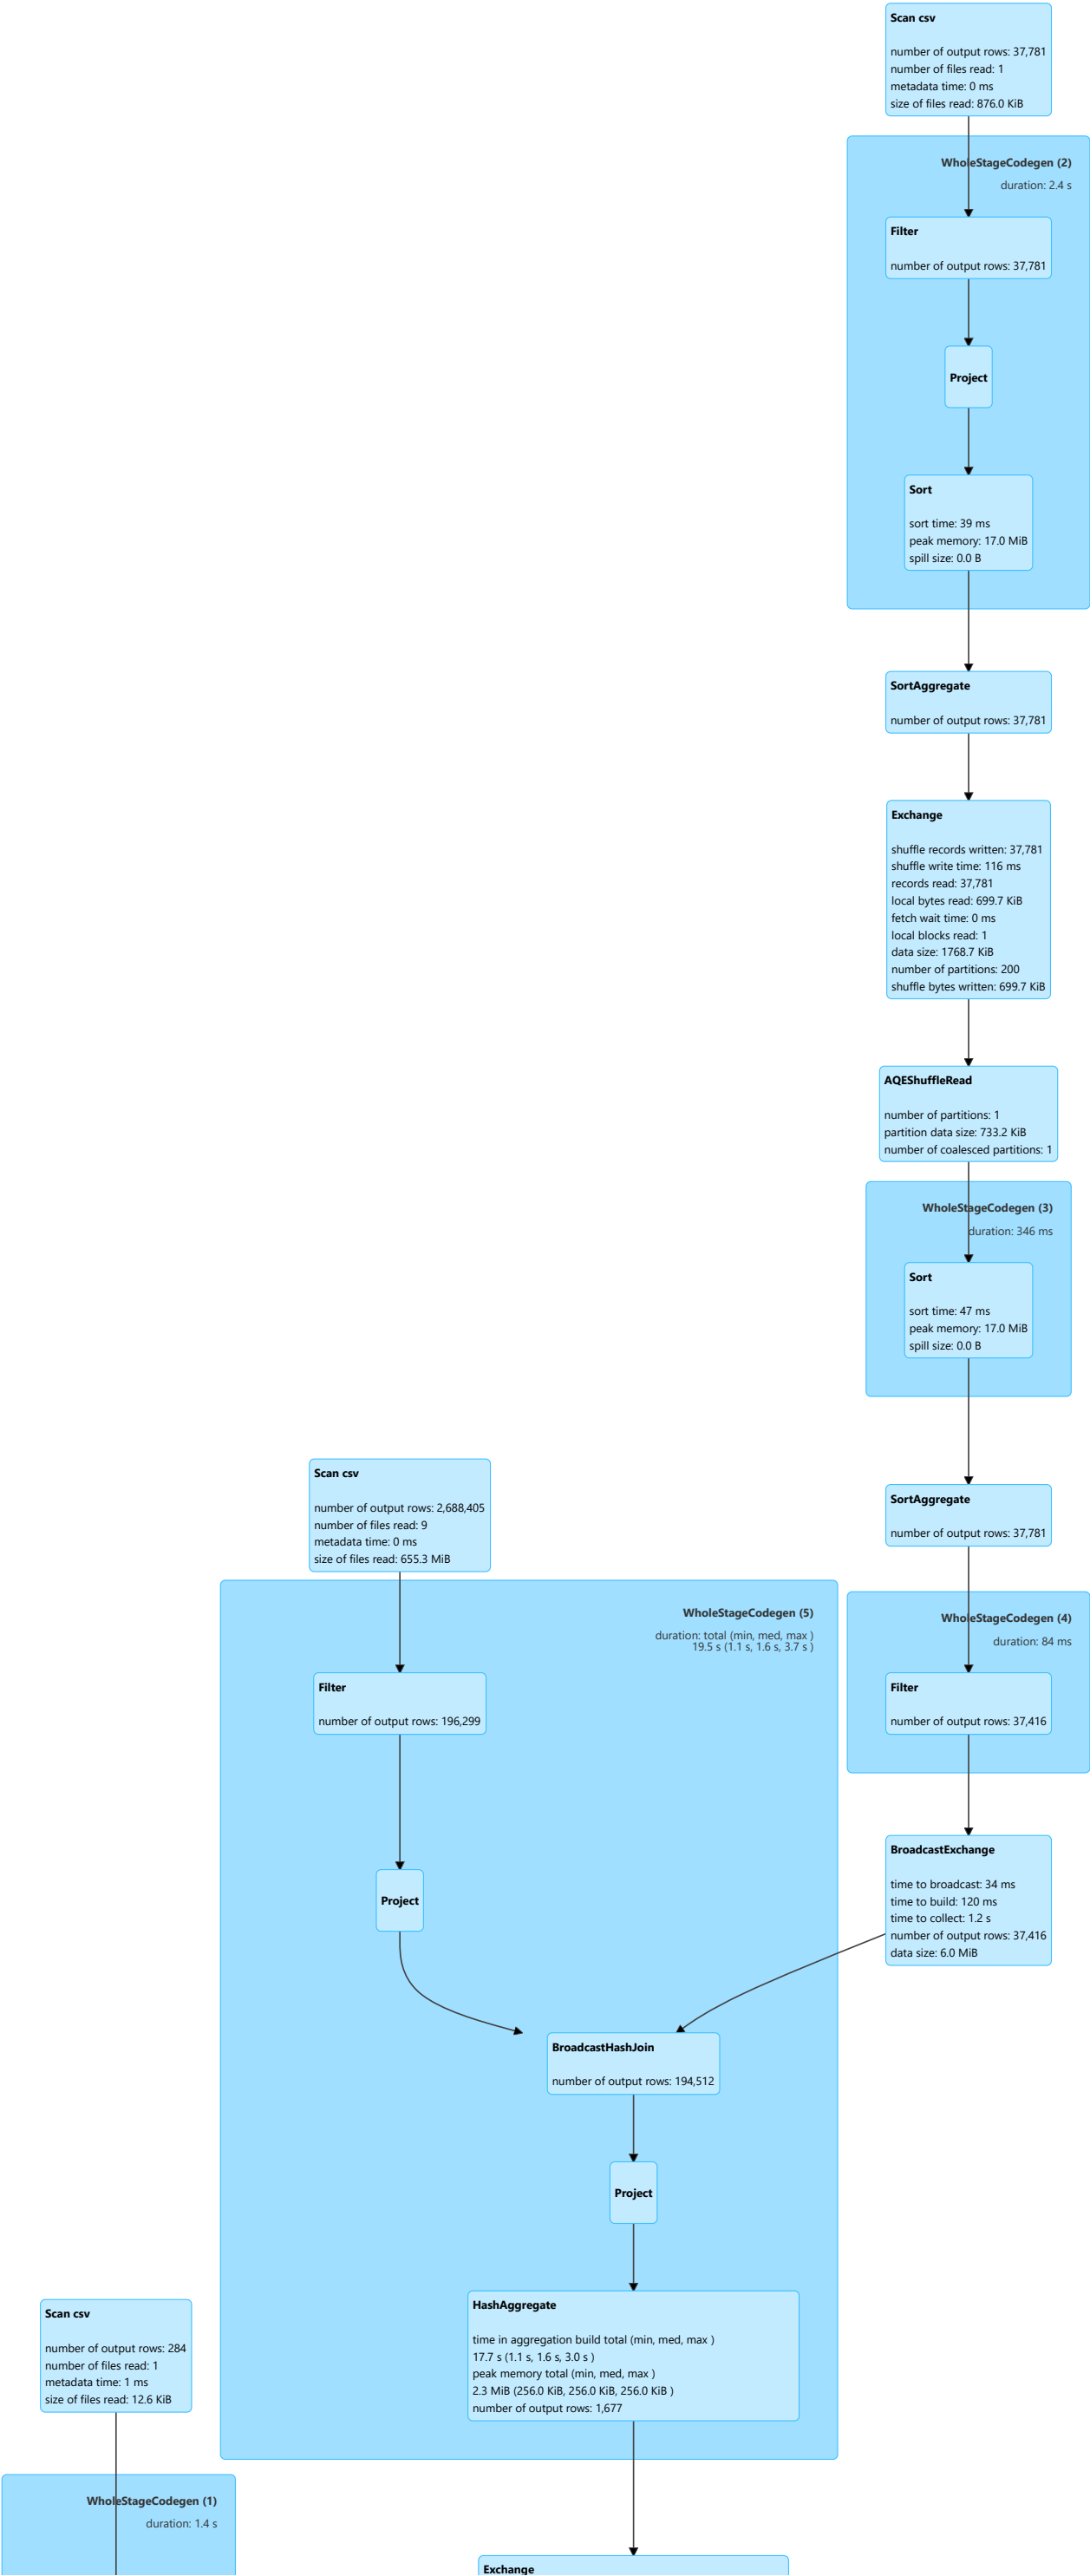 Scan csv
number of output rows: 37,781
number of files read: 1
metadata time: 0 ms
size of files read: 876.0 KiB
WholeStageCodegen (2)
duration: 2.4 s
Filter
number of output rows: 37,781
Project
Sort
sort time: 39 ms
peak memory: 17.0 MiB
spill size: 0.0 B
SortAggregate
number of output rows: 37,781
Exchange
shuffle records written: 37,781
shuffle write time: 116 ms
records read: 37,781
local bytes read: 699.7 KiB
fetch wait time: 0 ms
local blocks read: 1
data size: 1768.7 KiB
number of partitions: 200
shuffle bytes written: 699.7 KiB
AQEShuffleRead
number of partitions: 1
partition data size: 733.2 KiB
number of coalesced partitions: 1
WholeStageCodegen (3)
duration: 346 ms
Sort
sort time: 47 ms
peak memory: 17.0 MiB
spill size: 0.0 B
SortAggregate
number of output rows: 37,781
WholeStageCodegen (4)
duration: 84 ms
Filter
number of output rows: 37,416
BroadcastExchange
time to broadcast: 34 ms
time to build: 120 ms
time to collect: 1.2 s
number of output rows: 37,416
data size: 6.0 MiB
Scan csv
number of output rows: 2,688,405
number of files read: 9
metadata time: 0 ms
size of files read: 655.3 MiB
WholeStageCodegen (5)
duration: total (min, med, max )
19.5 s (1.1 s, 1.6 s, 3.7 s )
Filter
number of output rows: 196,299
Project
BroadcastHashJoin
number of output rows: 194,512
Project
HashAggregate
time in aggregation build total (min, med, max )
17.7 s (1.1 s, 1.6 s, 3.0 s )
peak memory total (min, med, max )
2.3 MiB (256.0 KiB, 256.0 KiB, 256.0 KiB )
number of output rows: 1,677
Scan csv
number of output rows: 284
number of files read: 1
metadata time: 1 ms
size of files read: 12.6 KiB
WholeStageCodegen (1)
duration: 1.4 s
Exchange